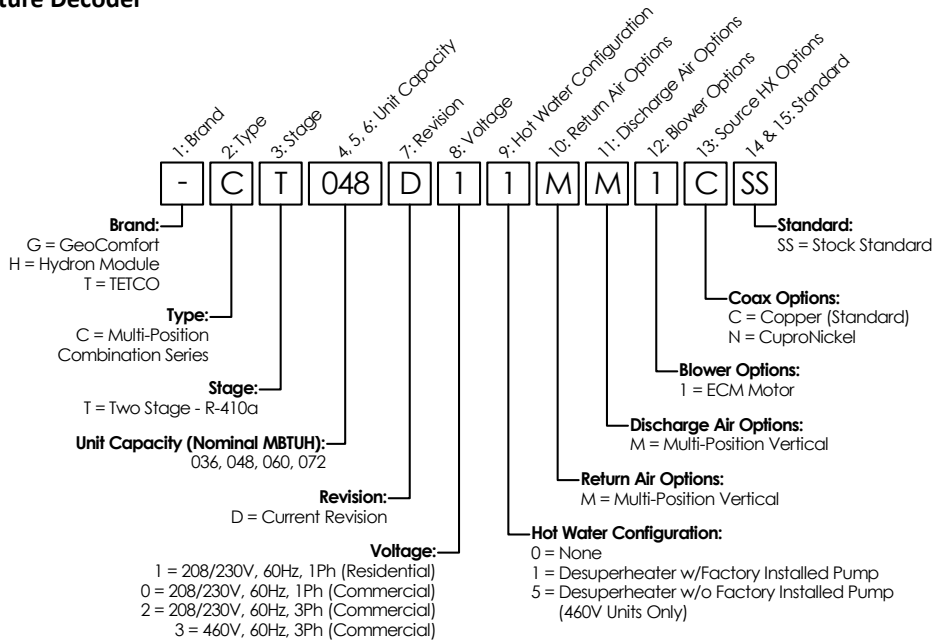 ture Decoder
1: Brand
2: Type
3: Stage
4, 5, 6: Unit Capacity
7: Revision
8: Voltage
9: Hot Water Configuration
10: Return Air Options
11: Discharge Air Options
12: Blower Options
13: Source HX Options
14 & 15: Standard
- C T 048 D 1 1 M M 1 C SS
Brand:
G = GeoComfort
H = Hydron Module
T = TETCO
Type:
C = Multi-Position
Combination Series
Stage:
T = Two Stage - R-410a
Unit Capacity (Nominal MBTUH):
036, 048, 060, 072
Revision:
D = Current Revision
Voltage:
1 = 208/230V, 60Hz, 1Ph (Residential)
0 = 208/230V, 60Hz, 1Ph (Commercial)
2 = 208/230V, 60Hz, 3Ph (Commercial)
3 = 460V, 60Hz, 3Ph (Commercial)
Standard:
SS = Stock Standard
Coax Options:
C = Copper (Standard)
N = CuproNickel
Blower Options:
1 = ECM Motor
Discharge Air Options:
M = Multi-Position Vertical
Return Air Options:
M = Multi-Position Vertical
Hot Water Configuration:
0 = None
1 = Desuperheater w/Factory Installed Pump
5 = Desuperheater w/o Factory Installed Pump
(460V Units Only)